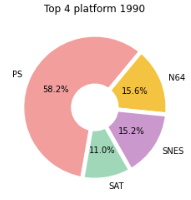 Top 4 platform 1990
PS
58.2%
N64
15.6%
15.2%
SNES
11.0%
SAT